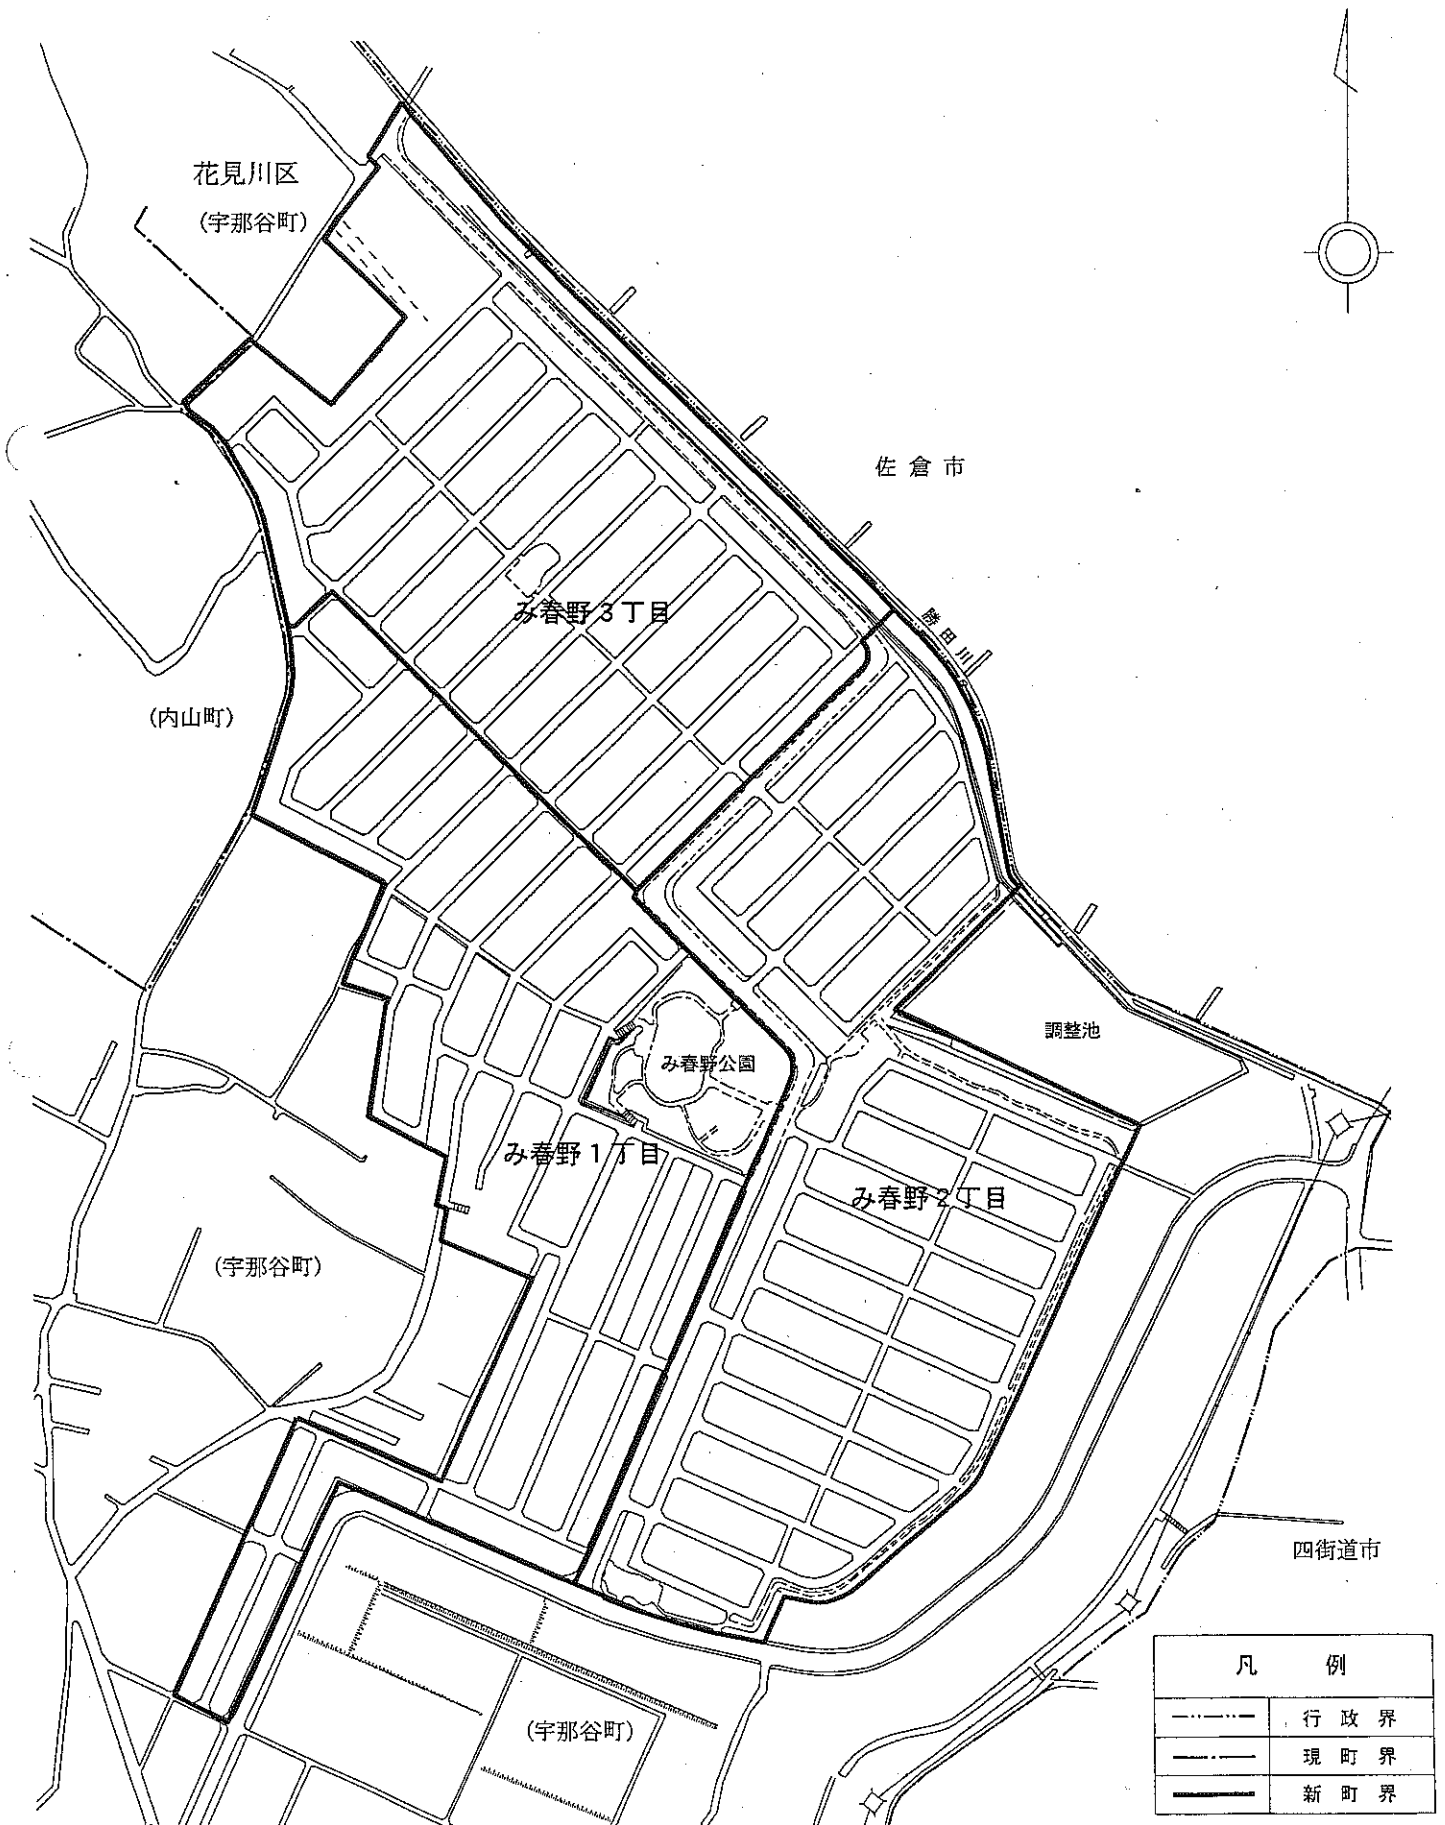 花見川区
(宇那谷町)
佐倉市
勝田川
み春野3丁目
(内山町)
調整池
み春野公園
み春野1丁目
み春野2丁目
(宇那谷町)
四街道市
(宇那谷町)
凡 例
行政界
現町界
新町界